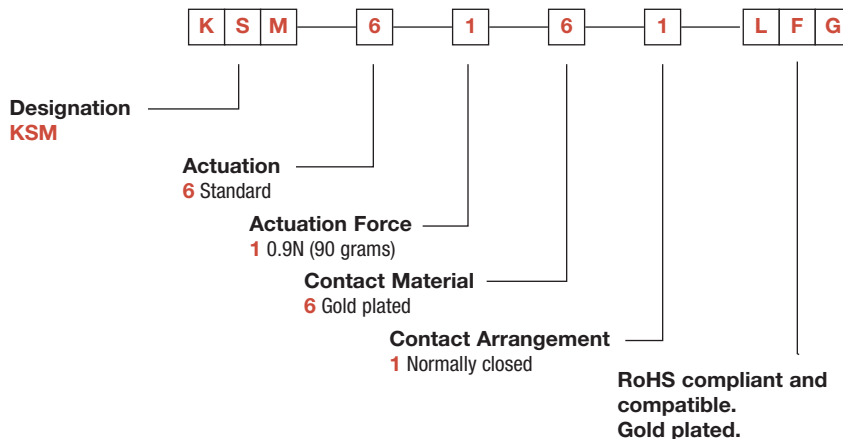 K S M 6 1 6 1 L F G
Designation
KSM
Actuation
6 Standard
Actuation Force
1 0.9N (90 grams)
Contact Material
6 Gold plated
Contact Arrangement
1 Normally closed
RoHS compliant and
compatible.
Gold plated.